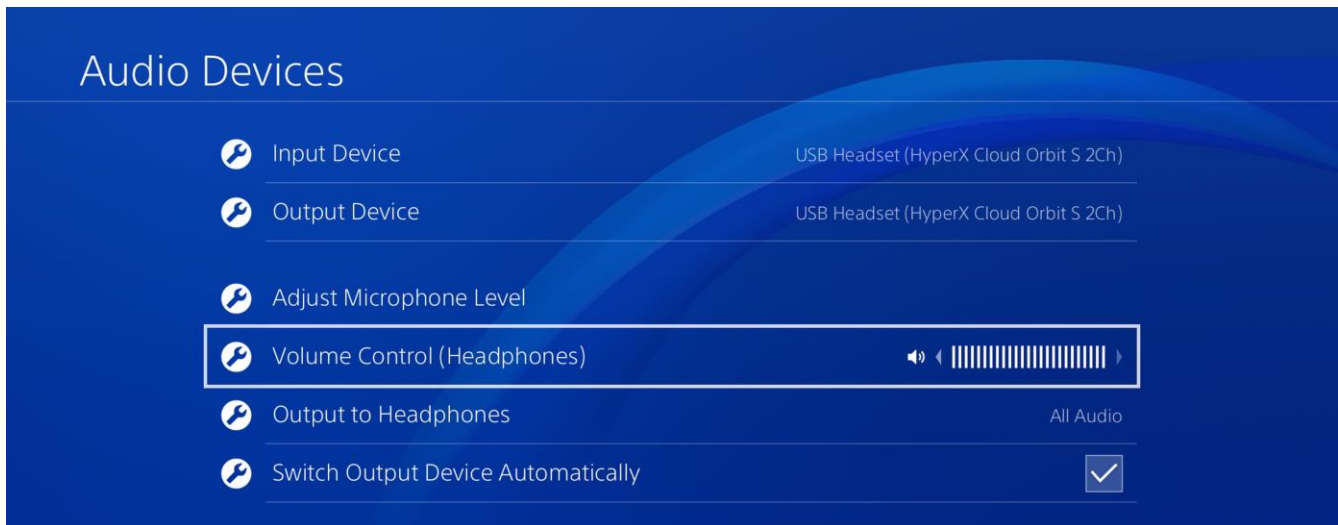 Audio Devices
Input Device USB Headset (HyperX Cloud Orbit S 2Ch)
Output Device USB Headset (HyperX Cloud Orbit S 2Ch)
Adjust Microphone Level
Volume Control (Headphones)
Output to Headphones All Audio
Switch Output Device Automatically